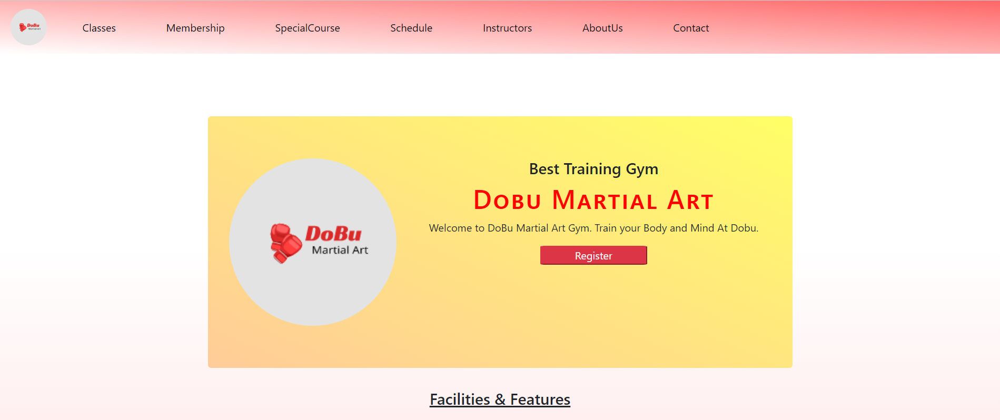 DoBu
Martial Art
Classes
Membership
SpecialCourse
Schedule
Instructors
AboutUs
Contact
DoBu
Martial Art
Best Training Gym
Dobu Martial Art
Welcome to DoBu Martial Art Gym. Train your Body and Mind At Dobu.
Register
Facilities & Features